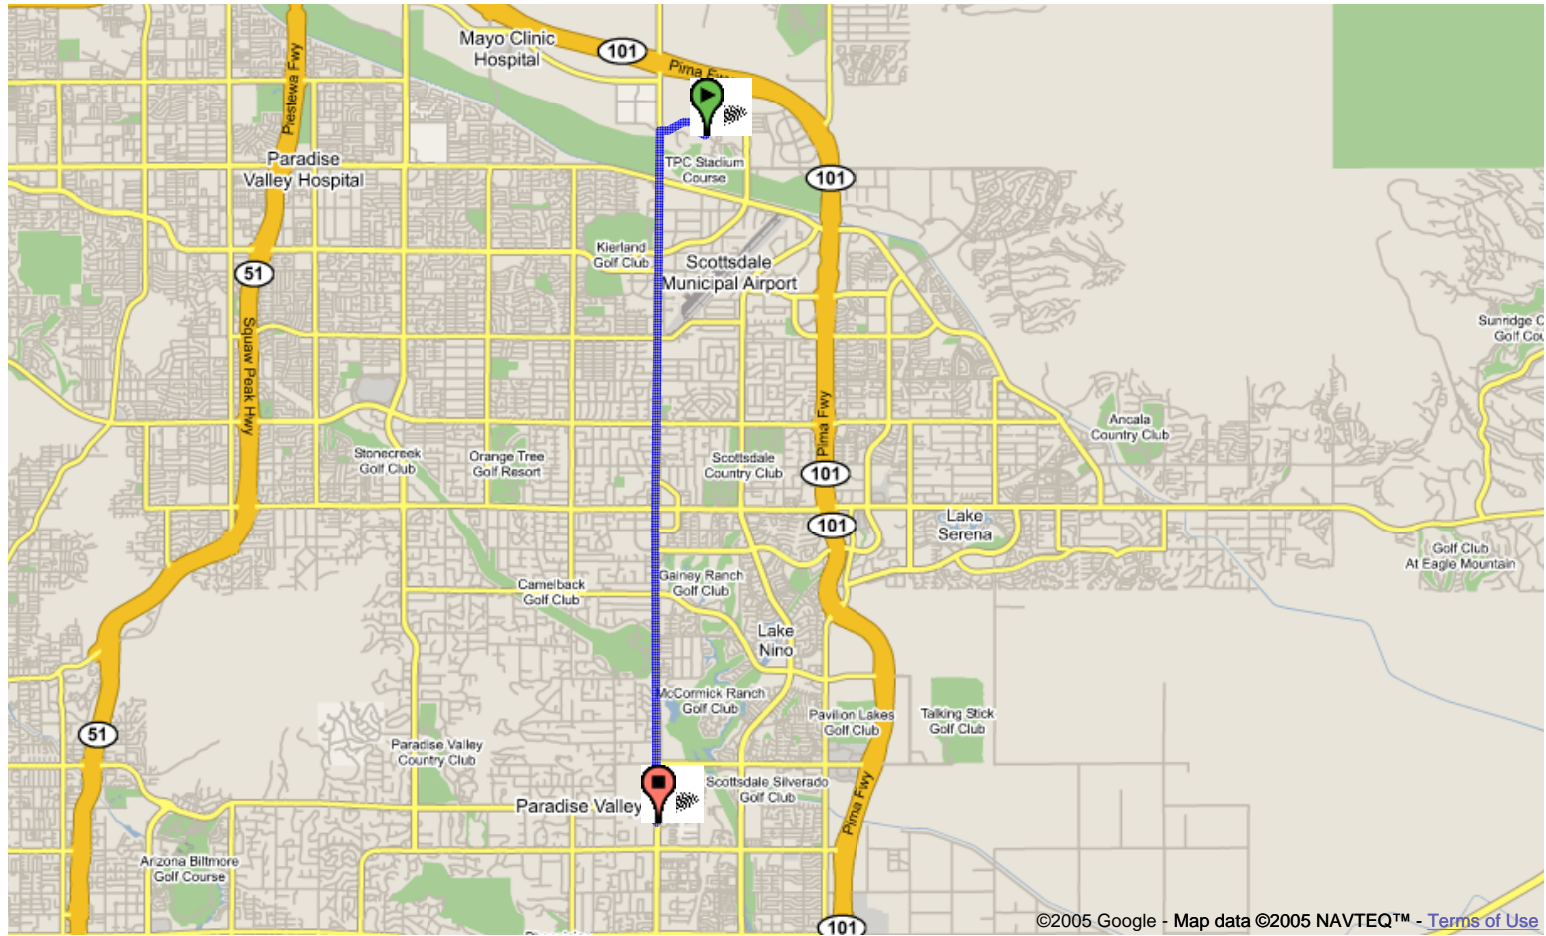 Mayo Clinic
Hospital
101
Pima Fwy
Piestewa Fwy
Paradise
Valley Hospital
TPC Stadium
Course
101
Kierland
Golf Club
Scottsdale
Municipal Airport
51
Squaw Peak Hwy
Sunridge C
Golf Cou
Pima Fwy
Ancala
Country Club
Stonecreek
Golf Club
Orange Tree
Golf Resort
Scottsdale
Country Club
101
101
Lake
Serena
Golf Club
At Eagle Mountain
Camelback
Golf Club
Gainey Ranch
Golf Club
Lake
Nino
McCormick Ranch
Golf Club
Pavilion Lakes
Golf Club
Talking Stick
Golf Club
51
Paradise Valley
Country Club
Scottsdale Silverado
Golf Club
Paradise Valley
Pima Fwy
Arizona Biltmore
Golf Course
101
©2005 Google - Map data ©2005 NAVTEQ™ - Terms of Use